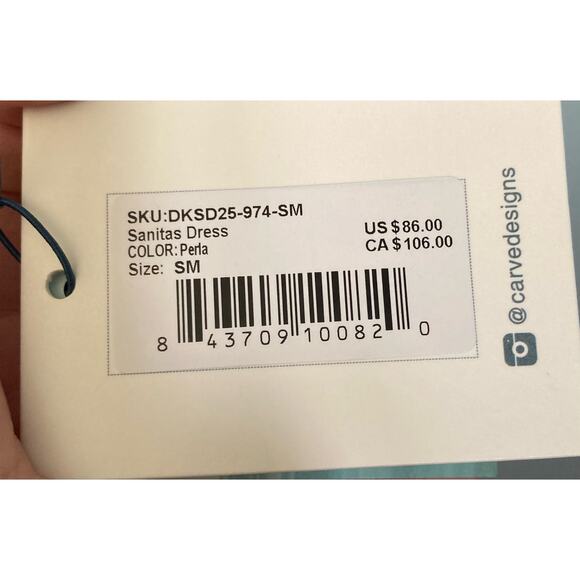 SKU:DKSD25-974-SM
Sanitas Dress
COLOR:Perla
Size: SM
US $86.00
CA $106.00
8 43709 10082 0
@carvedesigns